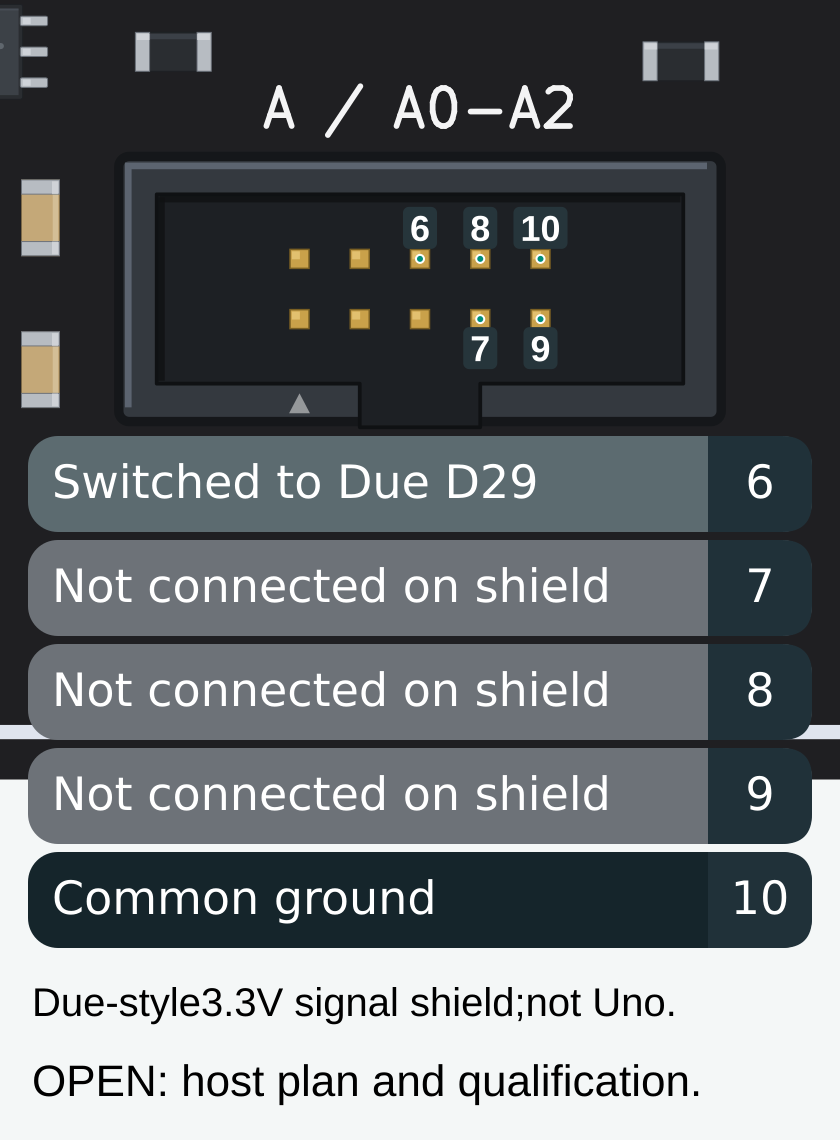 A / A0-A2
6 8 10
7 9
Switched to Due D29 6
Not connected on shield 7
Not connected on shield 8
Not connected on shield 9
Common ground 10
Due-style3.3V signal shield;not Uno.
OPEN: host plan and qualification.